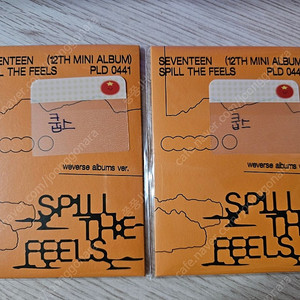 SEVENTEEN (12TH MINI ALBUM)
SPILL THE FEELS PLD 0441
쿱스
weverse albums ver.
SPILL
THE
FEELS
SEVENTEEN (12TH MINI ALBUM)
SPILL THE FEELS PLD 0441
쿱스
weverse albums ver.
SPILL
THE
FEELS